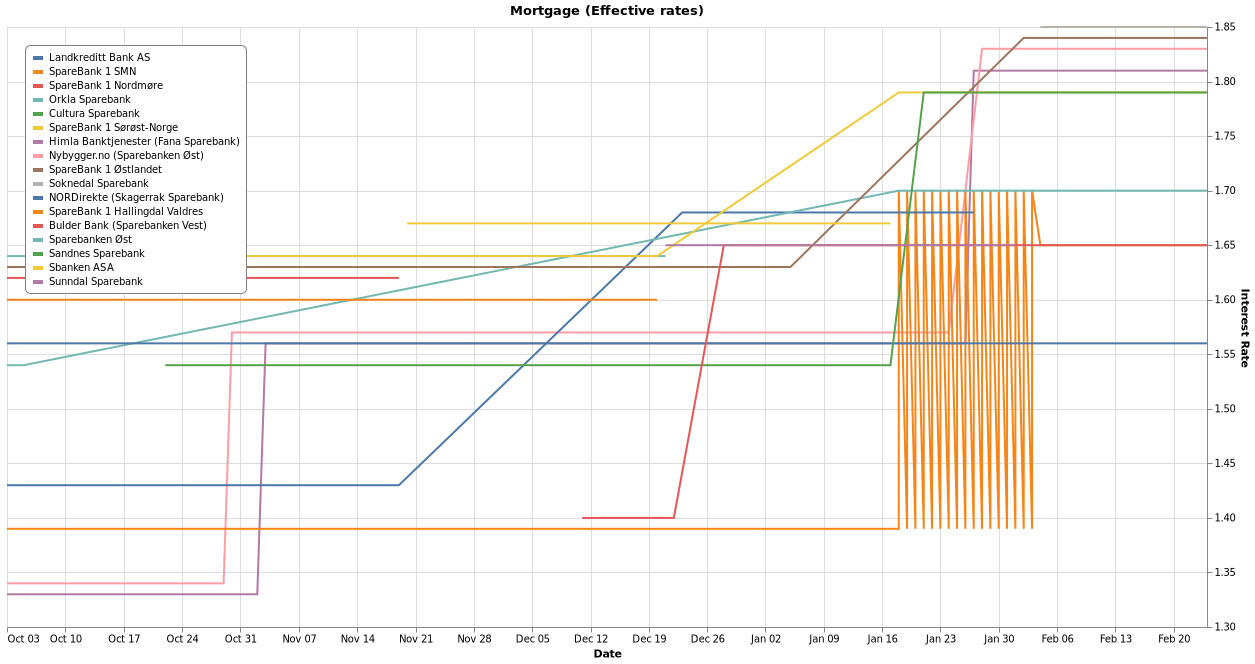 Mortgage (Effective rates)
Landkreditt Bank AS
SpareBank 1 SMN
SpareBank 1 Nordmøre
Orkla Sparebank
Cultura Sparebank
SpareBank 1 Sørøst-Norge
Himla Banktjenester (Fana Sparebank)
Nybygger.no (Sparebanken Øst)
SpareBank 1 Østlandet
Soknedal Sparebank
NORDirekte (Skagerrak Sparebank)
SpareBank 1 Hallingdal Valdres
Bulder Bank (Sparebanken Vest)
Sparebanken Øst
Sandnes Sparebank
Sbanken ASA
Sunndal Sparebank
1.85
1.80
1.75
1.70
1.65
1.60
1.55
1.50
1.45
1.40
1.35
1.30
Interest Rate
Oct 03 Oct 10 Oct 17 Oct 24 Oct 31 Nov 07 Nov 14 Nov 21 Nov 28 Dec 05 Dec 12 Dec 19 Dec 26 Jan 02 Jan 09 Jan 16 Jan 23 Jan 30 Feb 06 Feb 13 Feb 20
Date